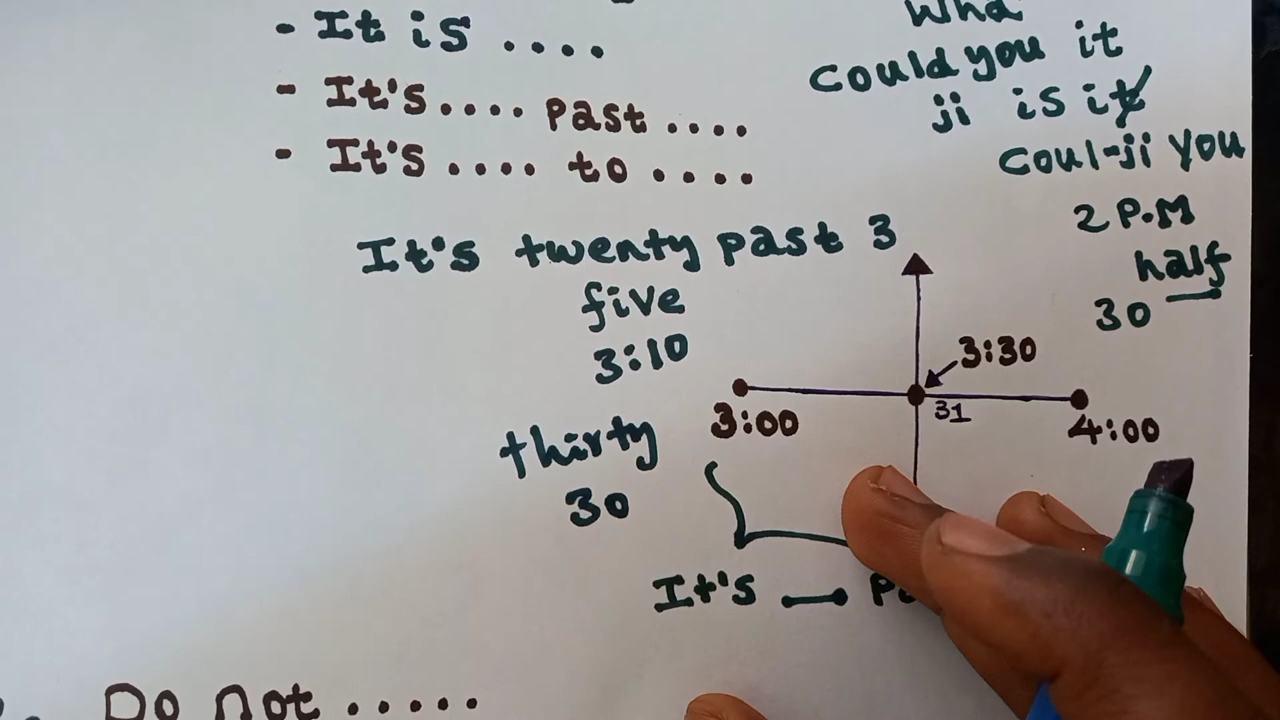 - It is ....
- It's.... past ....
- It's .... to ....
could you it
ji is it
coul-ji you
2 P.M
half
30
It's twenty past 3
five
3:10
3:30
31
3:00
4:00
thirty
30
It's
Do not .....